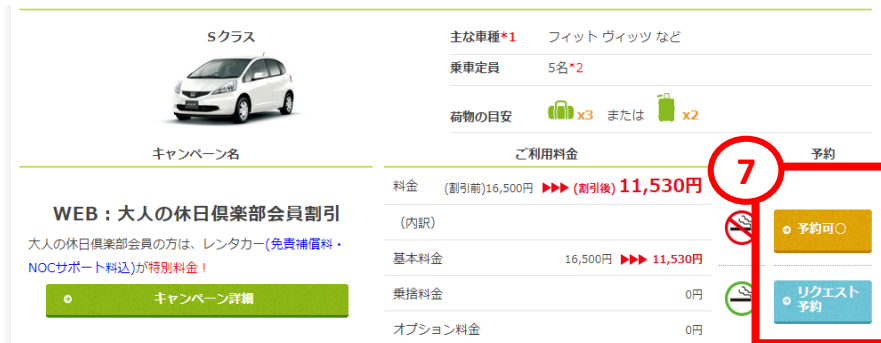 Sクラス
主な車種*1 フィット ヴィッツ など
乗車定員 5名*2
荷物の目安 x3 または x2
キャンペーン名 ご利用料金 予約
7
料金 (割引前)16,500円 ▶▶▶ (割引後) 11,530円
WEB：大人の休日倶楽部会員割引
（内訳）
予約可○
大人の休日倶楽部会員の方は、レンタカー(免責補償料・
NOCサポート料込)が特別料金！
基本料金 16,500円 ▶▶▶ 11,530円
キャンペーン詳細
乗捨料金 0円
リクエスト
予約
オプション料金 0円